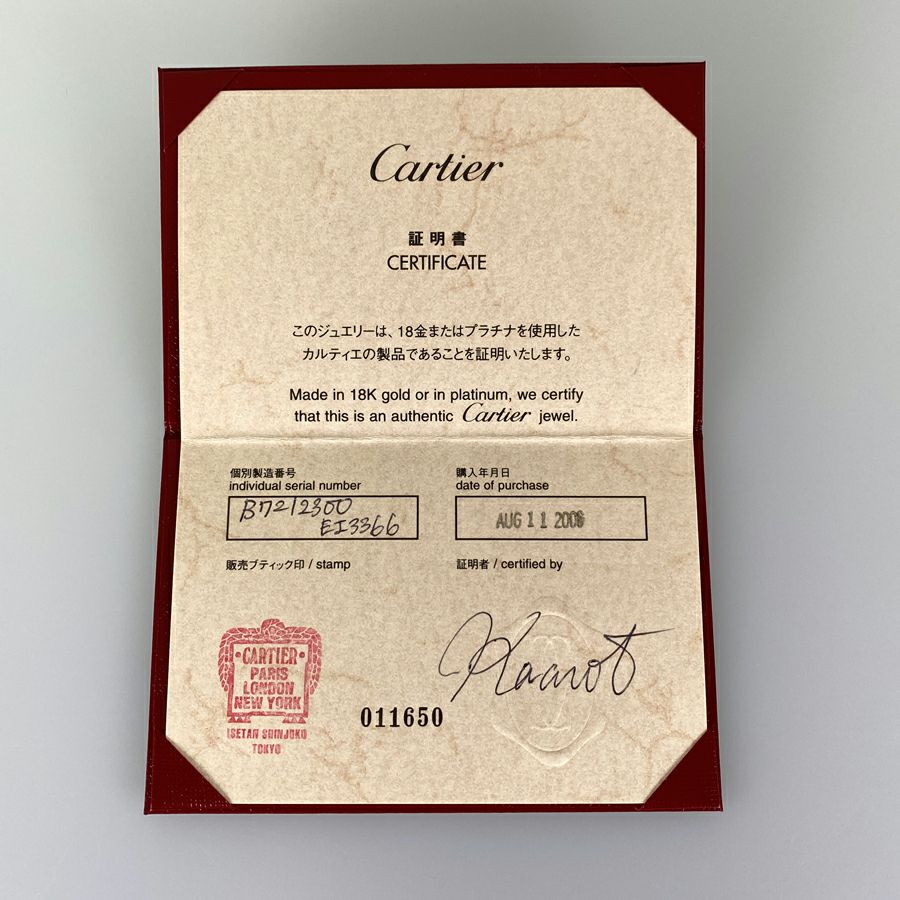 Cartier
証明書
CERTIFICATE
このジュエリーは、18金またはプラチナを使用した
カルティエの製品であることを証明いたします。
Made in 18K gold or in platinum, we certify
that this is an authentic Cartier jewel.
個別製造番号
individual serial number
B7212300
EI3366
購入年月日
date of purchase
AUG 11 2006
販売ブティック印 / stamp
証明者 / certified by
CARTIER
PARIS
LONDON
NEW YORK
ISETAN SHINJUKU
TOKYO
011650